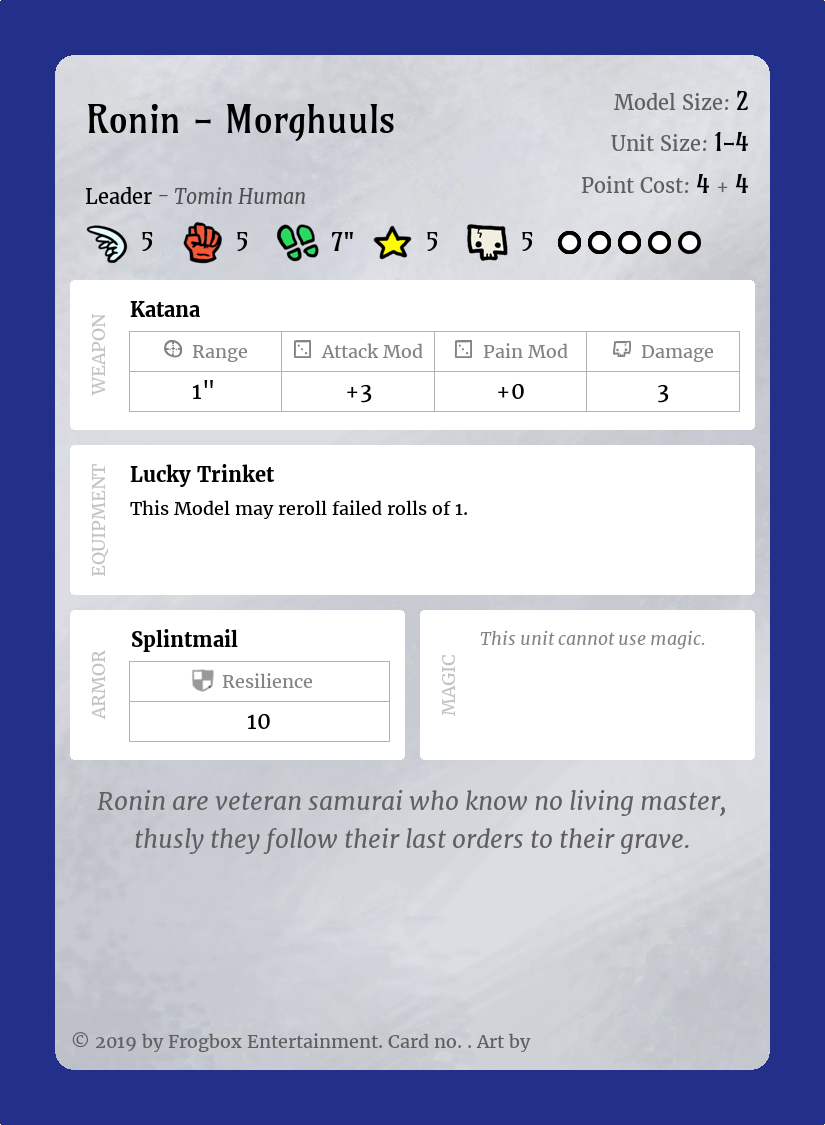 Ronin – Morghuuls
Model Size: 2
Unit Size: 1–4
Point Cost: 4 + 4
Leader – Tomin Human
5 5 7" 5 5
WEAPON
Katana
Range Attack Mod Pain Mod Damage
1" +3 +0 3
EQUIPMENT
Lucky Trinket
This Model may reroll failed rolls of 1.
ARMOR
Splintmail
Resilience
10
MAGIC
This unit cannot use magic.
Ronin are veteran samurai who know no living master,
thusly they follow their last orders to their grave.
© 2019 by Frogbox Entertainment. Card no. . Art by